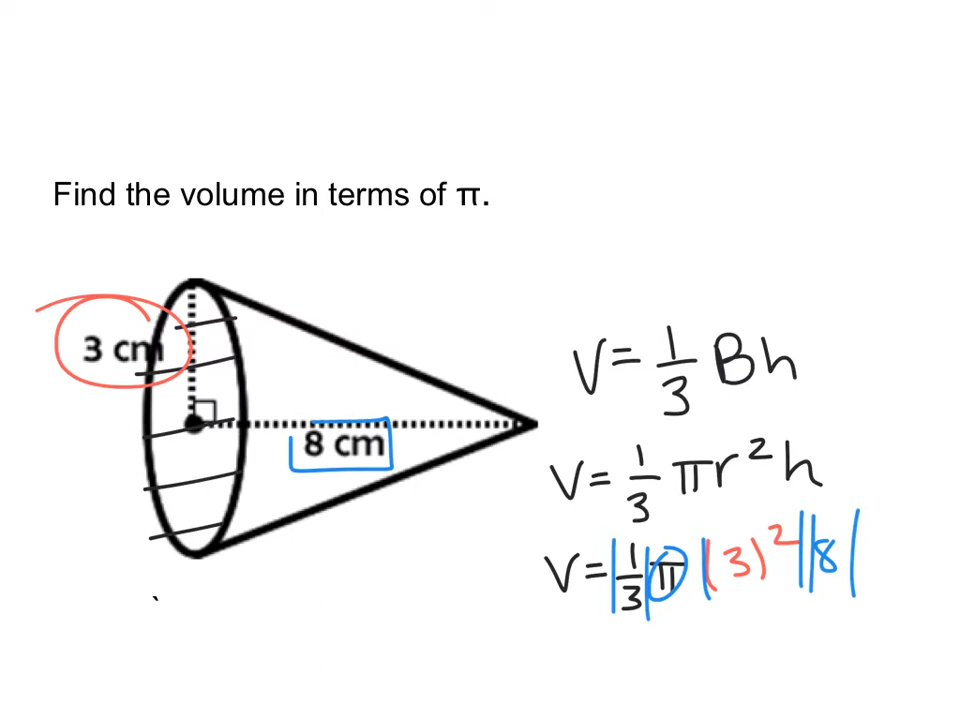 Find the volume in terms of π.
3 cm
8 cm
V = 1/3 Bh
V = 1/3 πr²h
V = |1/3|π|(3)²||8|